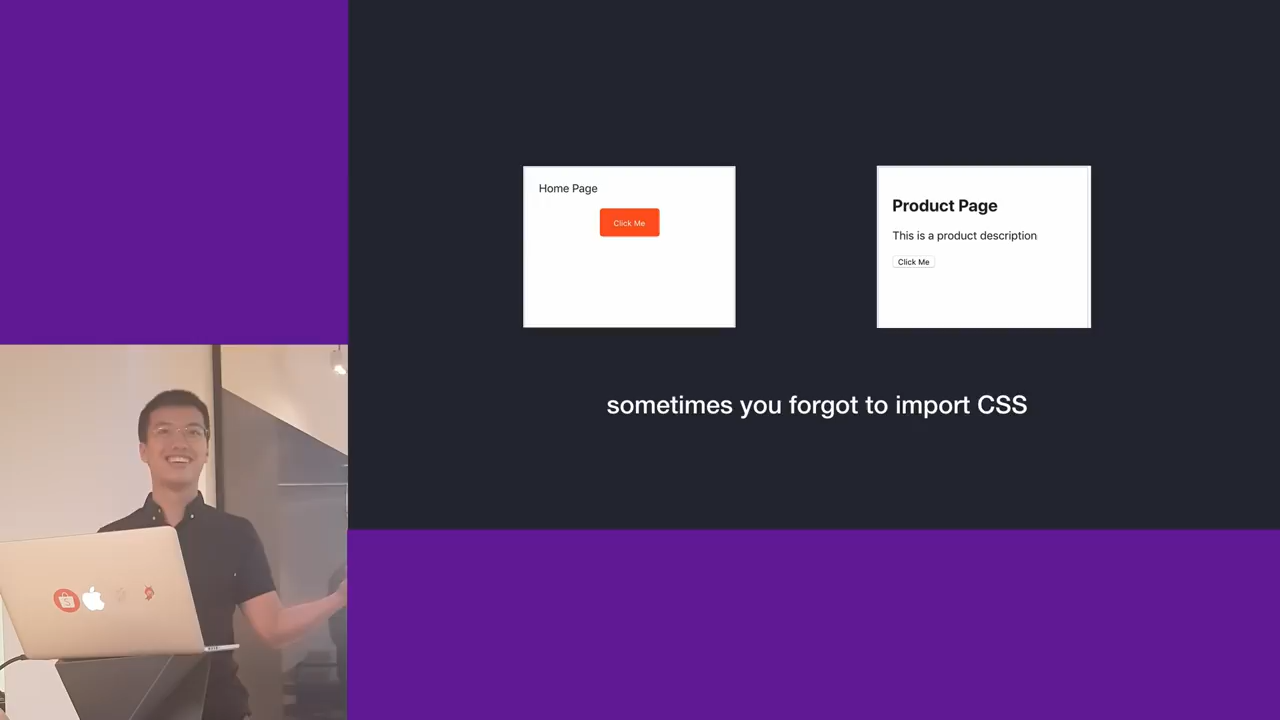 Home Page
Click Me
Product Page
This is a product description
Click Me
sometimes you forgot to import CSS